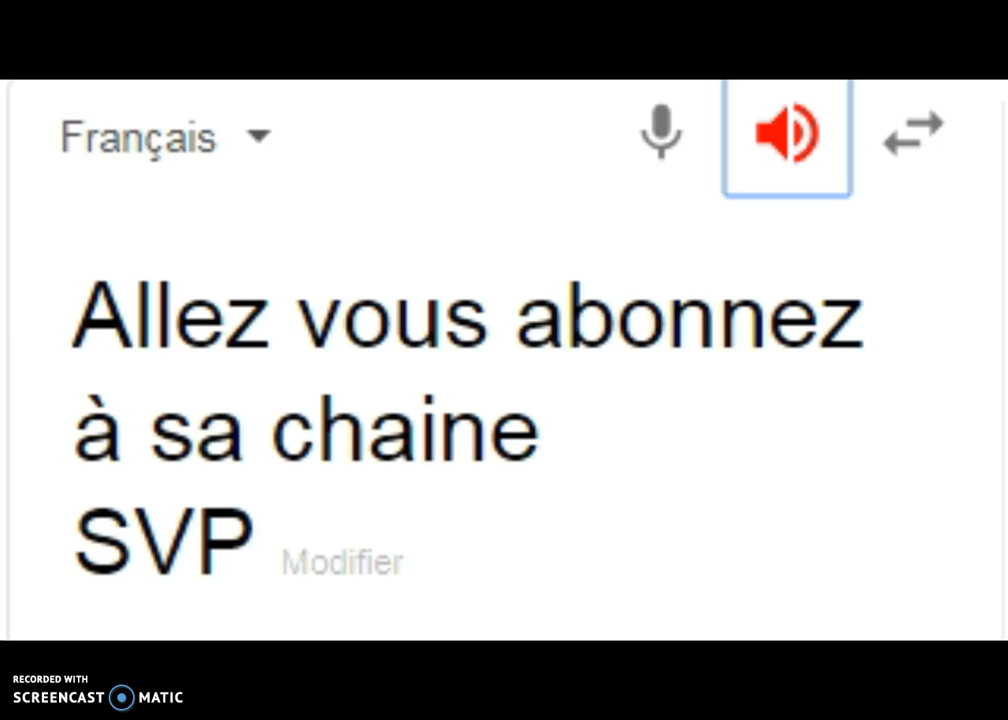 Français
Allez vous abonnez
à sa chaine
SVP Modifier
RECORDED WITH
SCREENCAST MATIC